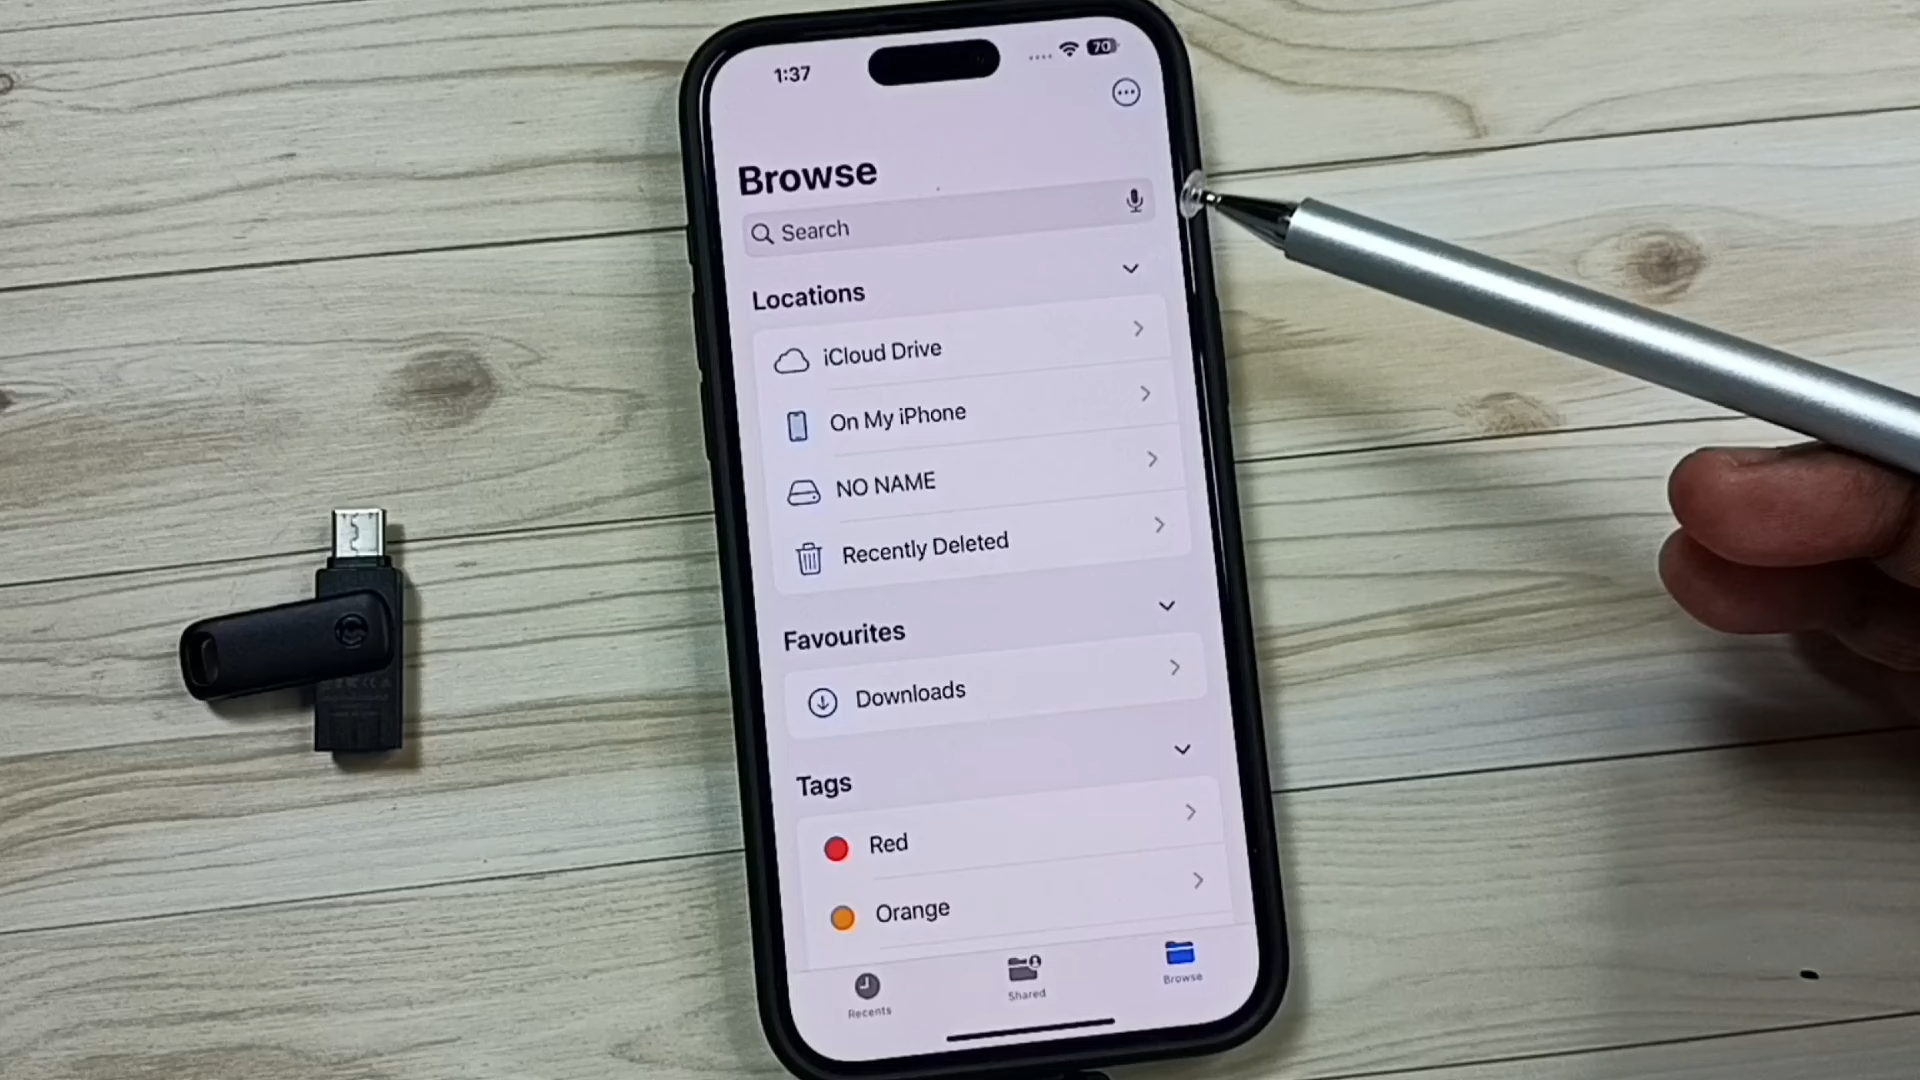 1:37
70
Browse
Search
Locations
iCloud Drive
On My iPhone
NO NAME
Recently Deleted
Favourites
Downloads
Tags
Red
Orange
Recents
Shared
Browse